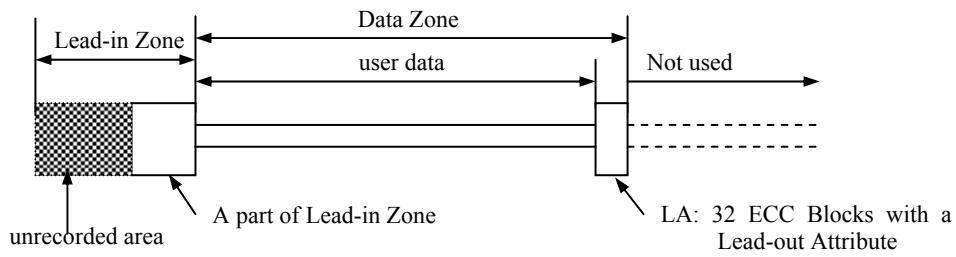 Data Zone
Lead-in Zone
user data
Not used
A part of Lead-in Zone
LA: 32 ECC Blocks with a
Lead-out Attribute
unrecorded area